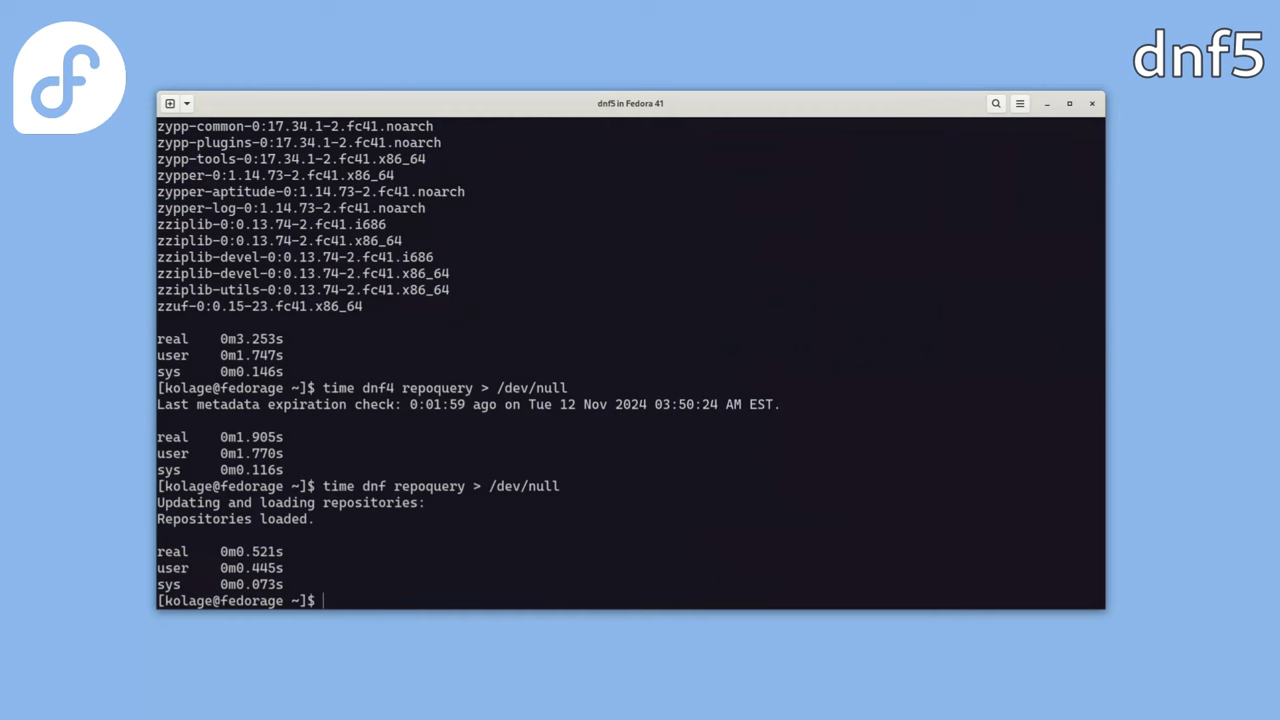 dnf5
dnf5 in Fedora 41
zypp-common-0:17.34.1-2.fc41.noarch
zypp-plugins-0:17.34.1-2.fc41.noarch
zypp-tools-0:17.34.1-2.fc41.x86_64
zypper-0:1.14.73-2.fc41.x86_64
zypper-aptitude-0:1.14.73-2.fc41.noarch
zypper-log-0:1.14.73-2.fc41.noarch
zziplib-0:0.13.74-2.fc41.i686
zziplib-0:0.13.74-2.fc41.x86_64
zziplib-devel-0:0.13.74-2.fc41.i686
zziplib-devel-0:0.13.74-2.fc41.x86_64
zziplib-utils-0:0.13.74-2.fc41.x86_64
zzuf-0:0.15-23.fc41.x86_64
real 0m3.253s
user 0m1.747s
sys 0m0.146s
[kolage@fedorage ~]$ time dnf4 repoquery > /dev/null
Last metadata expiration check: 0:01:59 ago on Tue 12 Nov 2024 03:50:24 AM EST.
real 0m1.905s
user 0m1.770s
sys 0m0.116s
[kolage@fedorage ~]$ time dnf repoquery > /dev/null
Updating and loading repositories:
Repositories loaded.
real 0m0.521s
user 0m0.445s
sys 0m0.073s
[kolage@fedorage ~]$